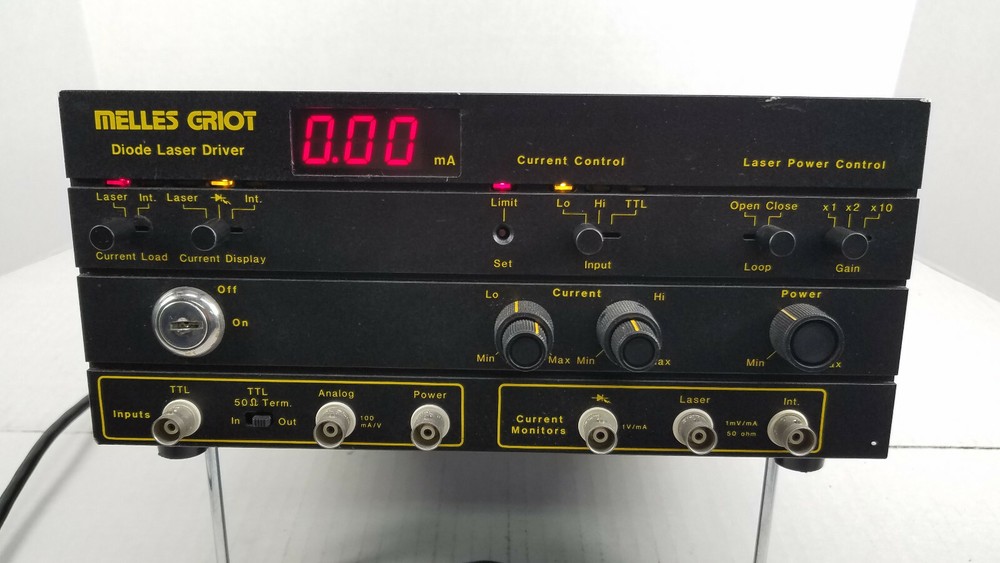 MELLES GRIOT
Diode Laser Driver
0.00 mA
Current Control
Laser Power Control
Laser Int. Laser Int.
Limit
Lo Hi TTL
Open Close
x1 x2 x10
Current Load Current Display
Set
Input
Loop
Gain
Off
On
Lo Current Hi
Min Max Min ax
Power
Min ax
Inputs
TTL
TTL
50Ω Term.
In Out
Analog
100
mA/V
Power
Current
Monitors
1V/mA
Laser
1mV/mA
50 ohm
Int.